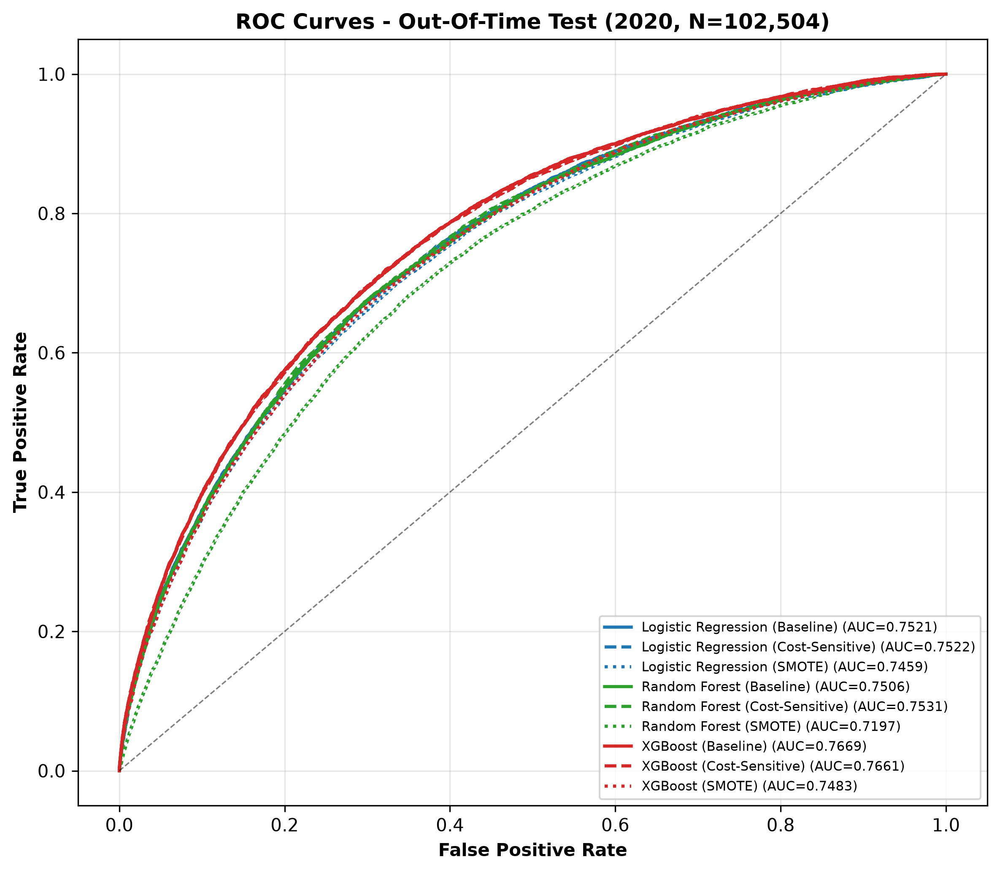 ROC Curves - Out-Of-Time Test (2020, N=102,504)
True Positive Rate
1.0
0.8
0.6
0.4
0.2
0.0
0.0 0.2 0.4 0.6 0.8 1.0
False Positive Rate
Logistic Regression (Baseline) (AUC=0.7521)
Logistic Regression (Cost-Sensitive) (AUC=0.7522)
Logistic Regression (SMOTE) (AUC=0.7459)
Random Forest (Baseline) (AUC=0.7506)
Random Forest (Cost-Sensitive) (AUC=0.7531)
Random Forest (SMOTE) (AUC=0.7197)
XGBoost (Baseline) (AUC=0.7669)
XGBoost (Cost-Sensitive) (AUC=0.7661)
XGBoost (SMOTE) (AUC=0.7483)